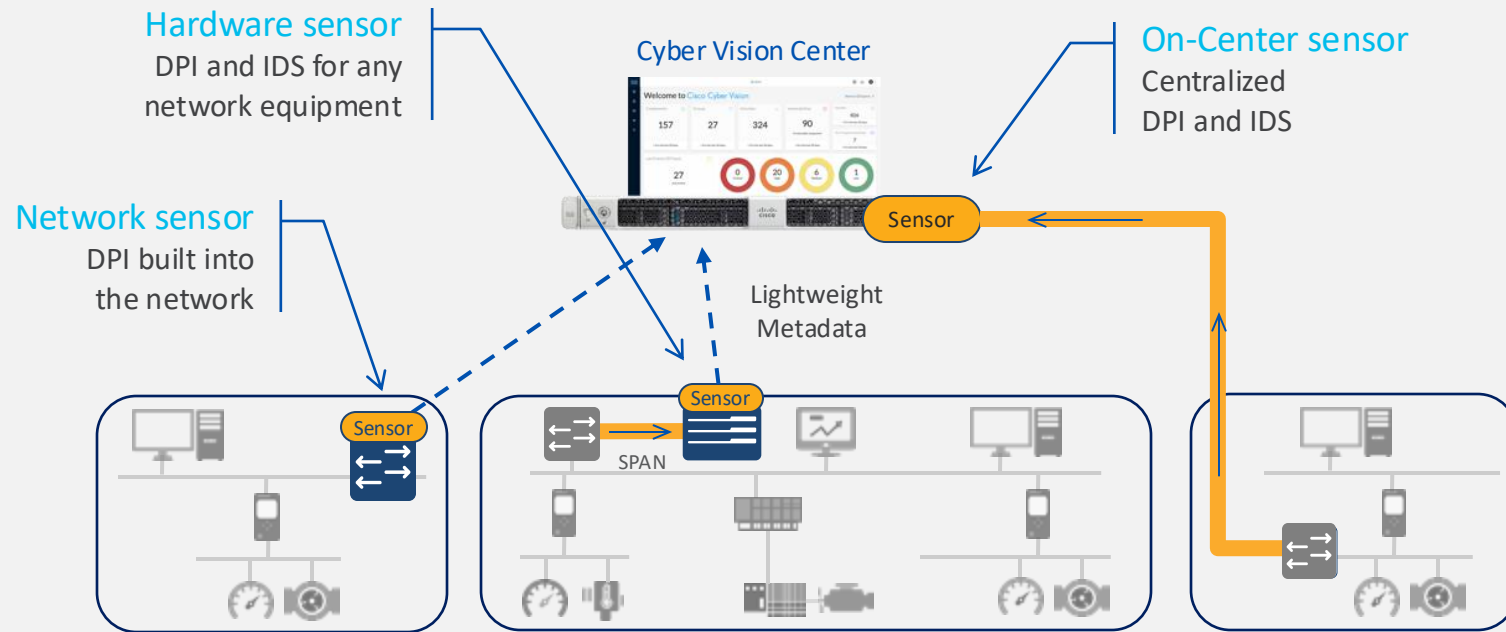 Hardware sensor
DPI and IDS for any
network equipment
Cyber Vision Center
On-Center sensor
Centralized
DPI and IDS
Welcome to Cisco Cyber Vision
157
27
324
90
7
27
0
20
6
1
CISCO
Sensor
Network sensor
DPI built into
the network
Lightweight
Metadata
Sensor
Sensor
SPAN